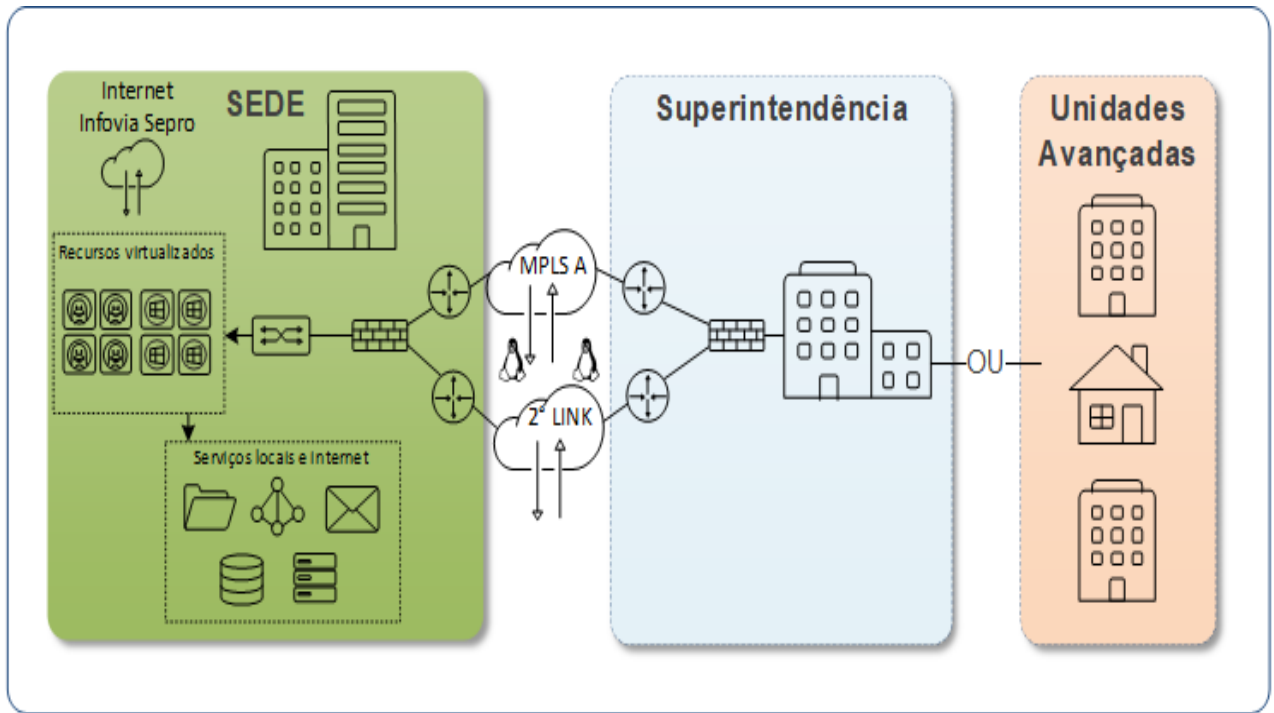 Internet
Infovia Sepro
SEDE
Recursos virtualizados
Serviços locais e Internet
MPLS A
2° LINK
Superintendência
OU
Unidades
Avançadas